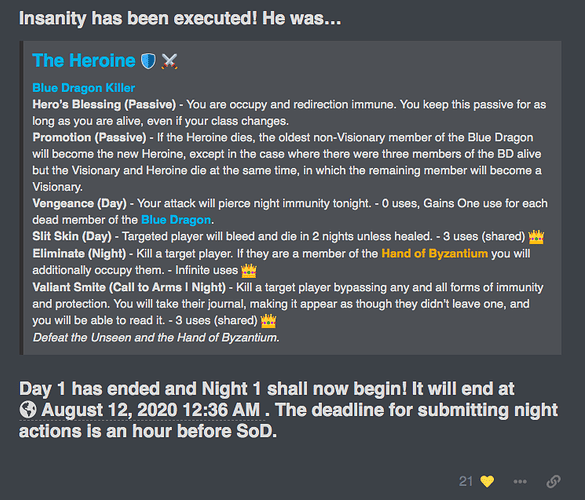 Insanity has been executed! He was…
The Heroine 🛡️ ⚔️
Blue Dragon Killer
Hero's Blessing (Passive) - You are occupy and redirection immune. You keep this passive for as
long as you are alive, even if your class changes.
Promotion (Passive) - If the Heroine dies, the oldest non-Visionary member of the Blue Dragon
will become the new Heroine, except in the case where there were three members of the BD alive
but the Visionary and Heroine die at the same time, in which the remaining member will become a
Visionary.
Vengeance (Day) - Your attack will pierce night immunity tonight. - 0 uses, Gains One use for each
dead member of the Blue Dragon.
Slit Skin (Day) - Targeted player will bleed and die in 2 nights unless healed. - 3 uses (shared) 👑
Eliminate (Night) - Kill a target player. If they are a member of the Hand of Byzantium you will
additionally occupy them. - Infinite uses 👑
Valiant Smite (Call to Arms | Night) - Kill a target player bypassing any and all forms of immunity
and protection. You will take their journal, making it appear as though they didn't leave one, and
you will be able to read it. - 3 uses (shared) 👑
Defeat the Unseen and the Hand of Byzantium.
Day 1 has ended and Night 1 shall now begin! It will end at
🌎 August 12, 2020 12:36 AM . The deadline for submitting night
actions is an hour before SoD.
21 💛